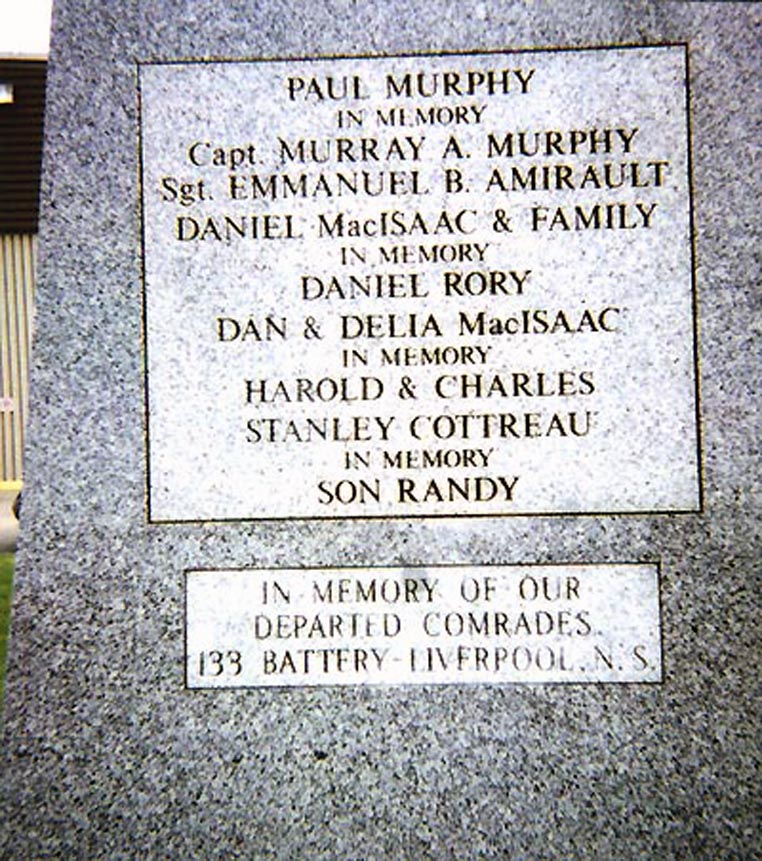 PAUL MURPHY
IN MEMORY
Capt. MURRAY A. MURPHY
Sgt. EMMANUEL B. AMIRAULT
DANIEL MacISAAC & FAMILY
IN MEMORY
DANIEL RORY
DAN & DELIA MacISAAC
IN MEMORY
HAROLD & CHARLES
STANLEY COTTREAU
IN MEMORY
SON RANDY
IN MEMORY OF OUR
DEPARTED COMRADES.
133 BATTERY-LIVERPOOL. N. S.